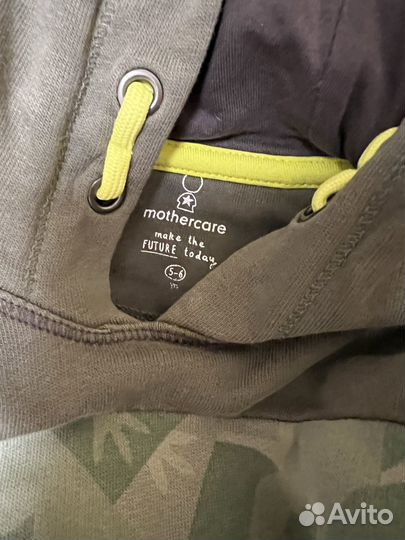 mothercare
make the
FUTURE today
5-6
yrs
Avito